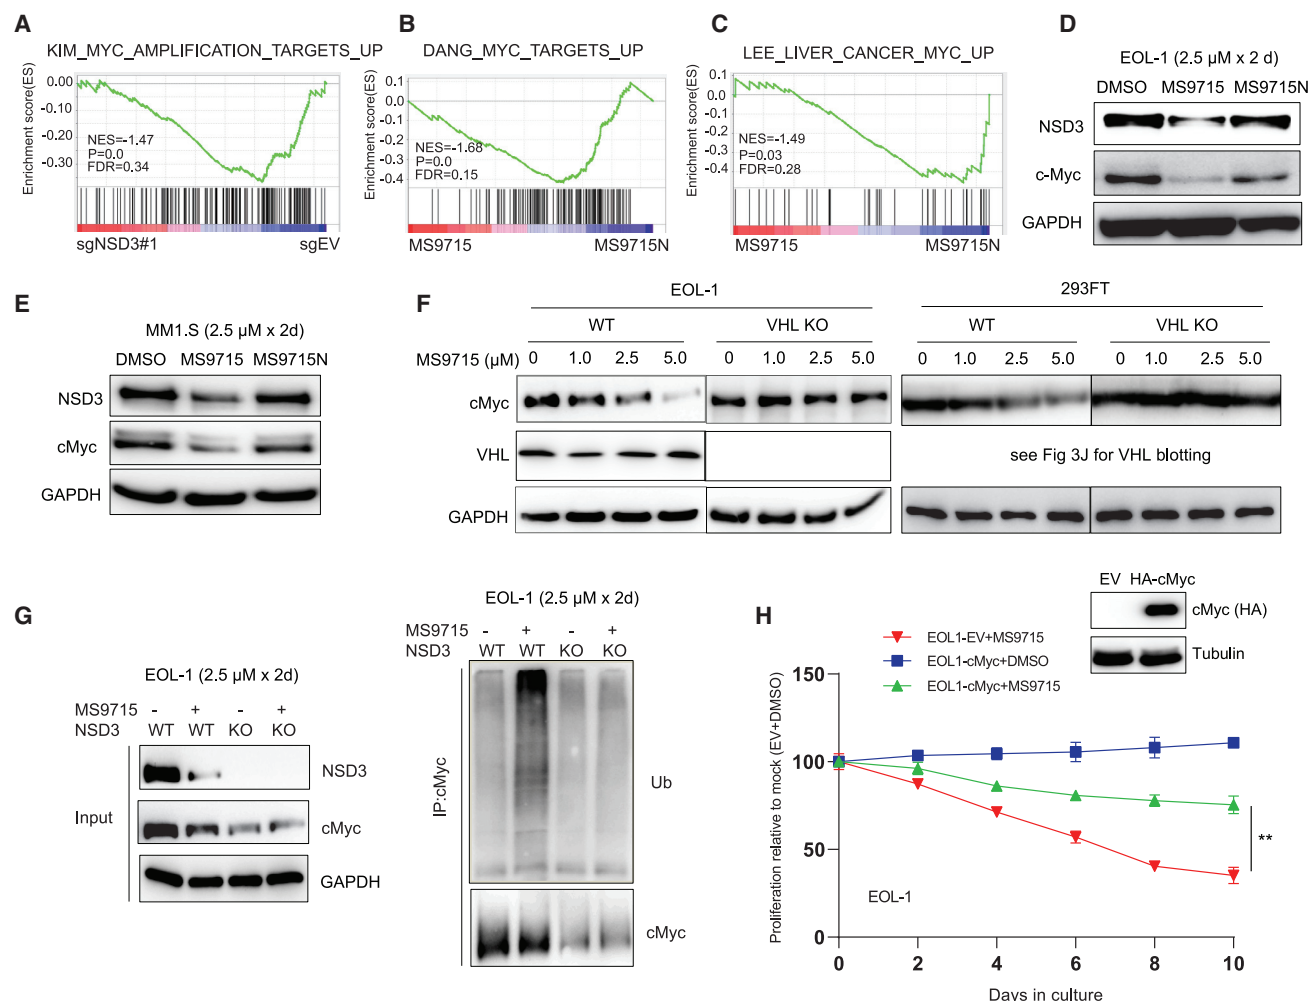 A
KIM_MYC_AMPLIFICATION_TARGETS_UP
Enrichment score(ES)
0.00
-0.10
-0.20
-0.30
NES=-1.47
P=0.0
FDR=0.34
sgNSD3#1 sgEV
B
DANG_MYC_TARGETS_UP
Enrichment score(ES)
0.1
0.0
-0.1
-0.2
-0.3
-0.4
NES=-1.68
P=0.0
FDR=0.15
MS9715 MS9715N
C
LEE_LIVER_CANCER_MYC_UP
Enrichment score(ES)
0.1
0.0
-0.1
-0.2
-0.3
-0.4
NES=-1.49
P=0.03
FDR=0.28
MS9715 MS9715N
D
EOL-1 (2.5 µM x 2 d)
DMSO MS9715 MS9715N
NSD3
c-Myc
GAPDH
E
MM1.S (2.5 µM x 2d)
DMSO MS9715 MS9715N
NSD3
cMyc
GAPDH
F
EOL-1 293FT
WT VHL KO WT VHL KO
MS9715 (µM) 0 1.0 2.5 5.0 0 1.0 2.5 5.0 0 1.0 2.5 5.0 0 1.0 2.5 5.0
cMyc
VHL
see Fig 3J for VHL blotting
GAPDH
G
EOL-1 (2.5 µM x 2d)
MS9715 - + - +
NSD3 WT WT KO KO
Input
NSD3
cMyc
GAPDH
EOL-1 (2.5 µM x 2d)
MS9715 - + - +
NSD3 WT WT KO KO
IP:cMyc
Ub
cMyc
H
EV HA-cMyc
cMyc (HA)
Tubulin
EOL1-EV+MS9715
EOL1-cMyc+DMSO
EOL1-cMyc+MS9715
Proliferation relative to mock (EV+DMSO)
150
100
50
0
**
EOL-1
0 2 4 6 8 10
Days in culture